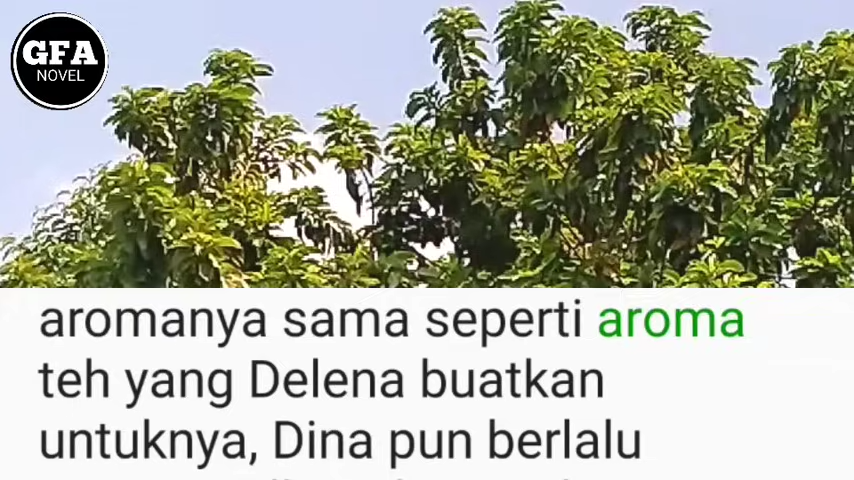 GFA
NOVEL
aromanya sama seperti aroma
teh yang Delena buatkan
untuknya, Dina pun berlalu